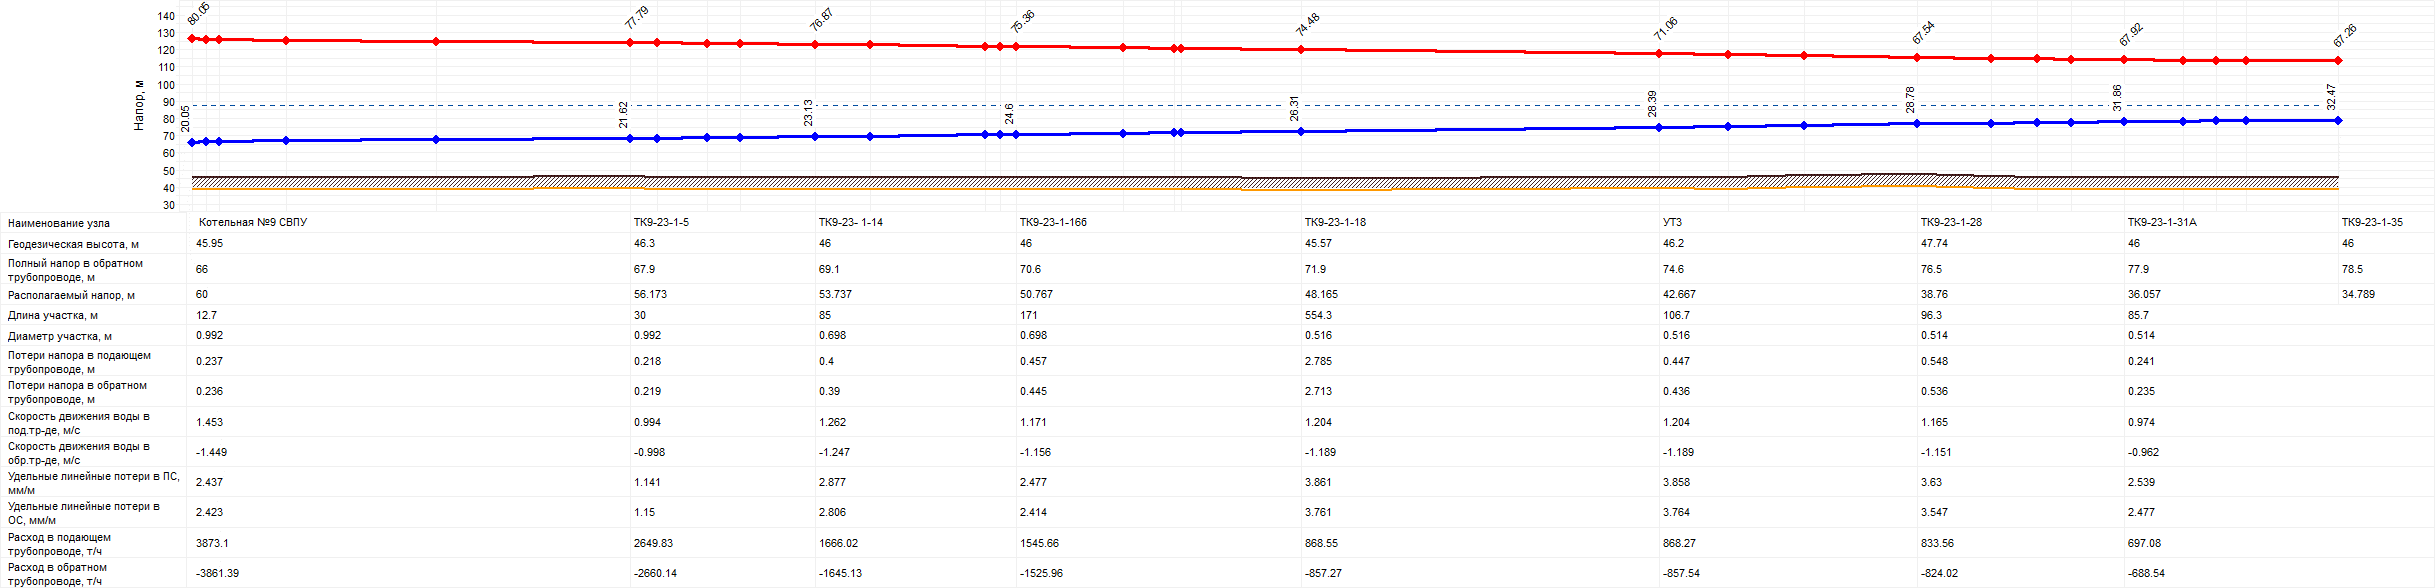 80.05 77.79 76.87 75.36 74.48 71.06 67.54 67.92 67.26
Напор, м
140
130
120
110
100
90
80
70
60
50
40
30
20.05 21.62 23.13 24.6 26.31 28.39 28.78 31.86 32.47
Наименование узла Котельная №9 СВПУ ТК9-23-1-5 ТК9-23- 1-14 ТК9-23-1-16б ТК9-23-1-18 УТ3 ТК9-23-1-28 ТК9-23-1-31А ТК9-23-1-35
Геодезическая высота, м 45.95 46.3 46 46 45.57 46.2 47.74 46 46
Полный напор в обратном
трубопроводе, м 66 67.9 69.1 70.6 71.9 74.6 76.5 77.9 78.5
Располагаемый напор, м 60 56.173 53.737 50.767 48.165 42.667 38.76 36.057 34.789
Длина участка, м 12.7 30 85 171 554.3 106.7 96.3 85.7
Диаметр участка, м 0.992 0.992 0.698 0.698 0.516 0.516 0.514 0.514
Потери напора в подающем
трубопроводе, м 0.237 0.218 0.4 0.457 2.785 0.447 0.548 0.241
Потери напора в обратном
трубопроводе, м 0.236 0.219 0.39 0.445 2.713 0.436 0.536 0.235
Скорость движения воды в
под.тр-де, м/с 1.453 0.994 1.262 1.171 1.204 1.204 1.165 0.974
Скорость движения воды в
обр.тр-де, м/с -1.449 -0.998 -1.247 -1.156 -1.189 -1.189 -1.151 -0.962
Удельные линейные потери в ПС,
мм/м 2.437 1.141 2.877 2.477 3.861 3.858 3.63 2.539
Удельные линейные потери в
ОС, мм/м 2.423 1.15 2.806 2.414 3.761 3.764 3.547 2.477
Расход в подающем
трубопроводе, т/ч 3873.1 2649.83 1666.02 1545.66 868.55 868.27 833.56 697.08
Расход в обратном
трубопроводе, т/ч -3861.39 -2660.14 -1645.13 -1525.96 -857.27 -857.54 -824.02 -688.54